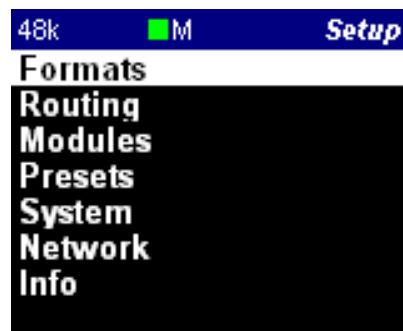 48k M Setup
Formats
Routing
Modules
Presets
System
Network
Info